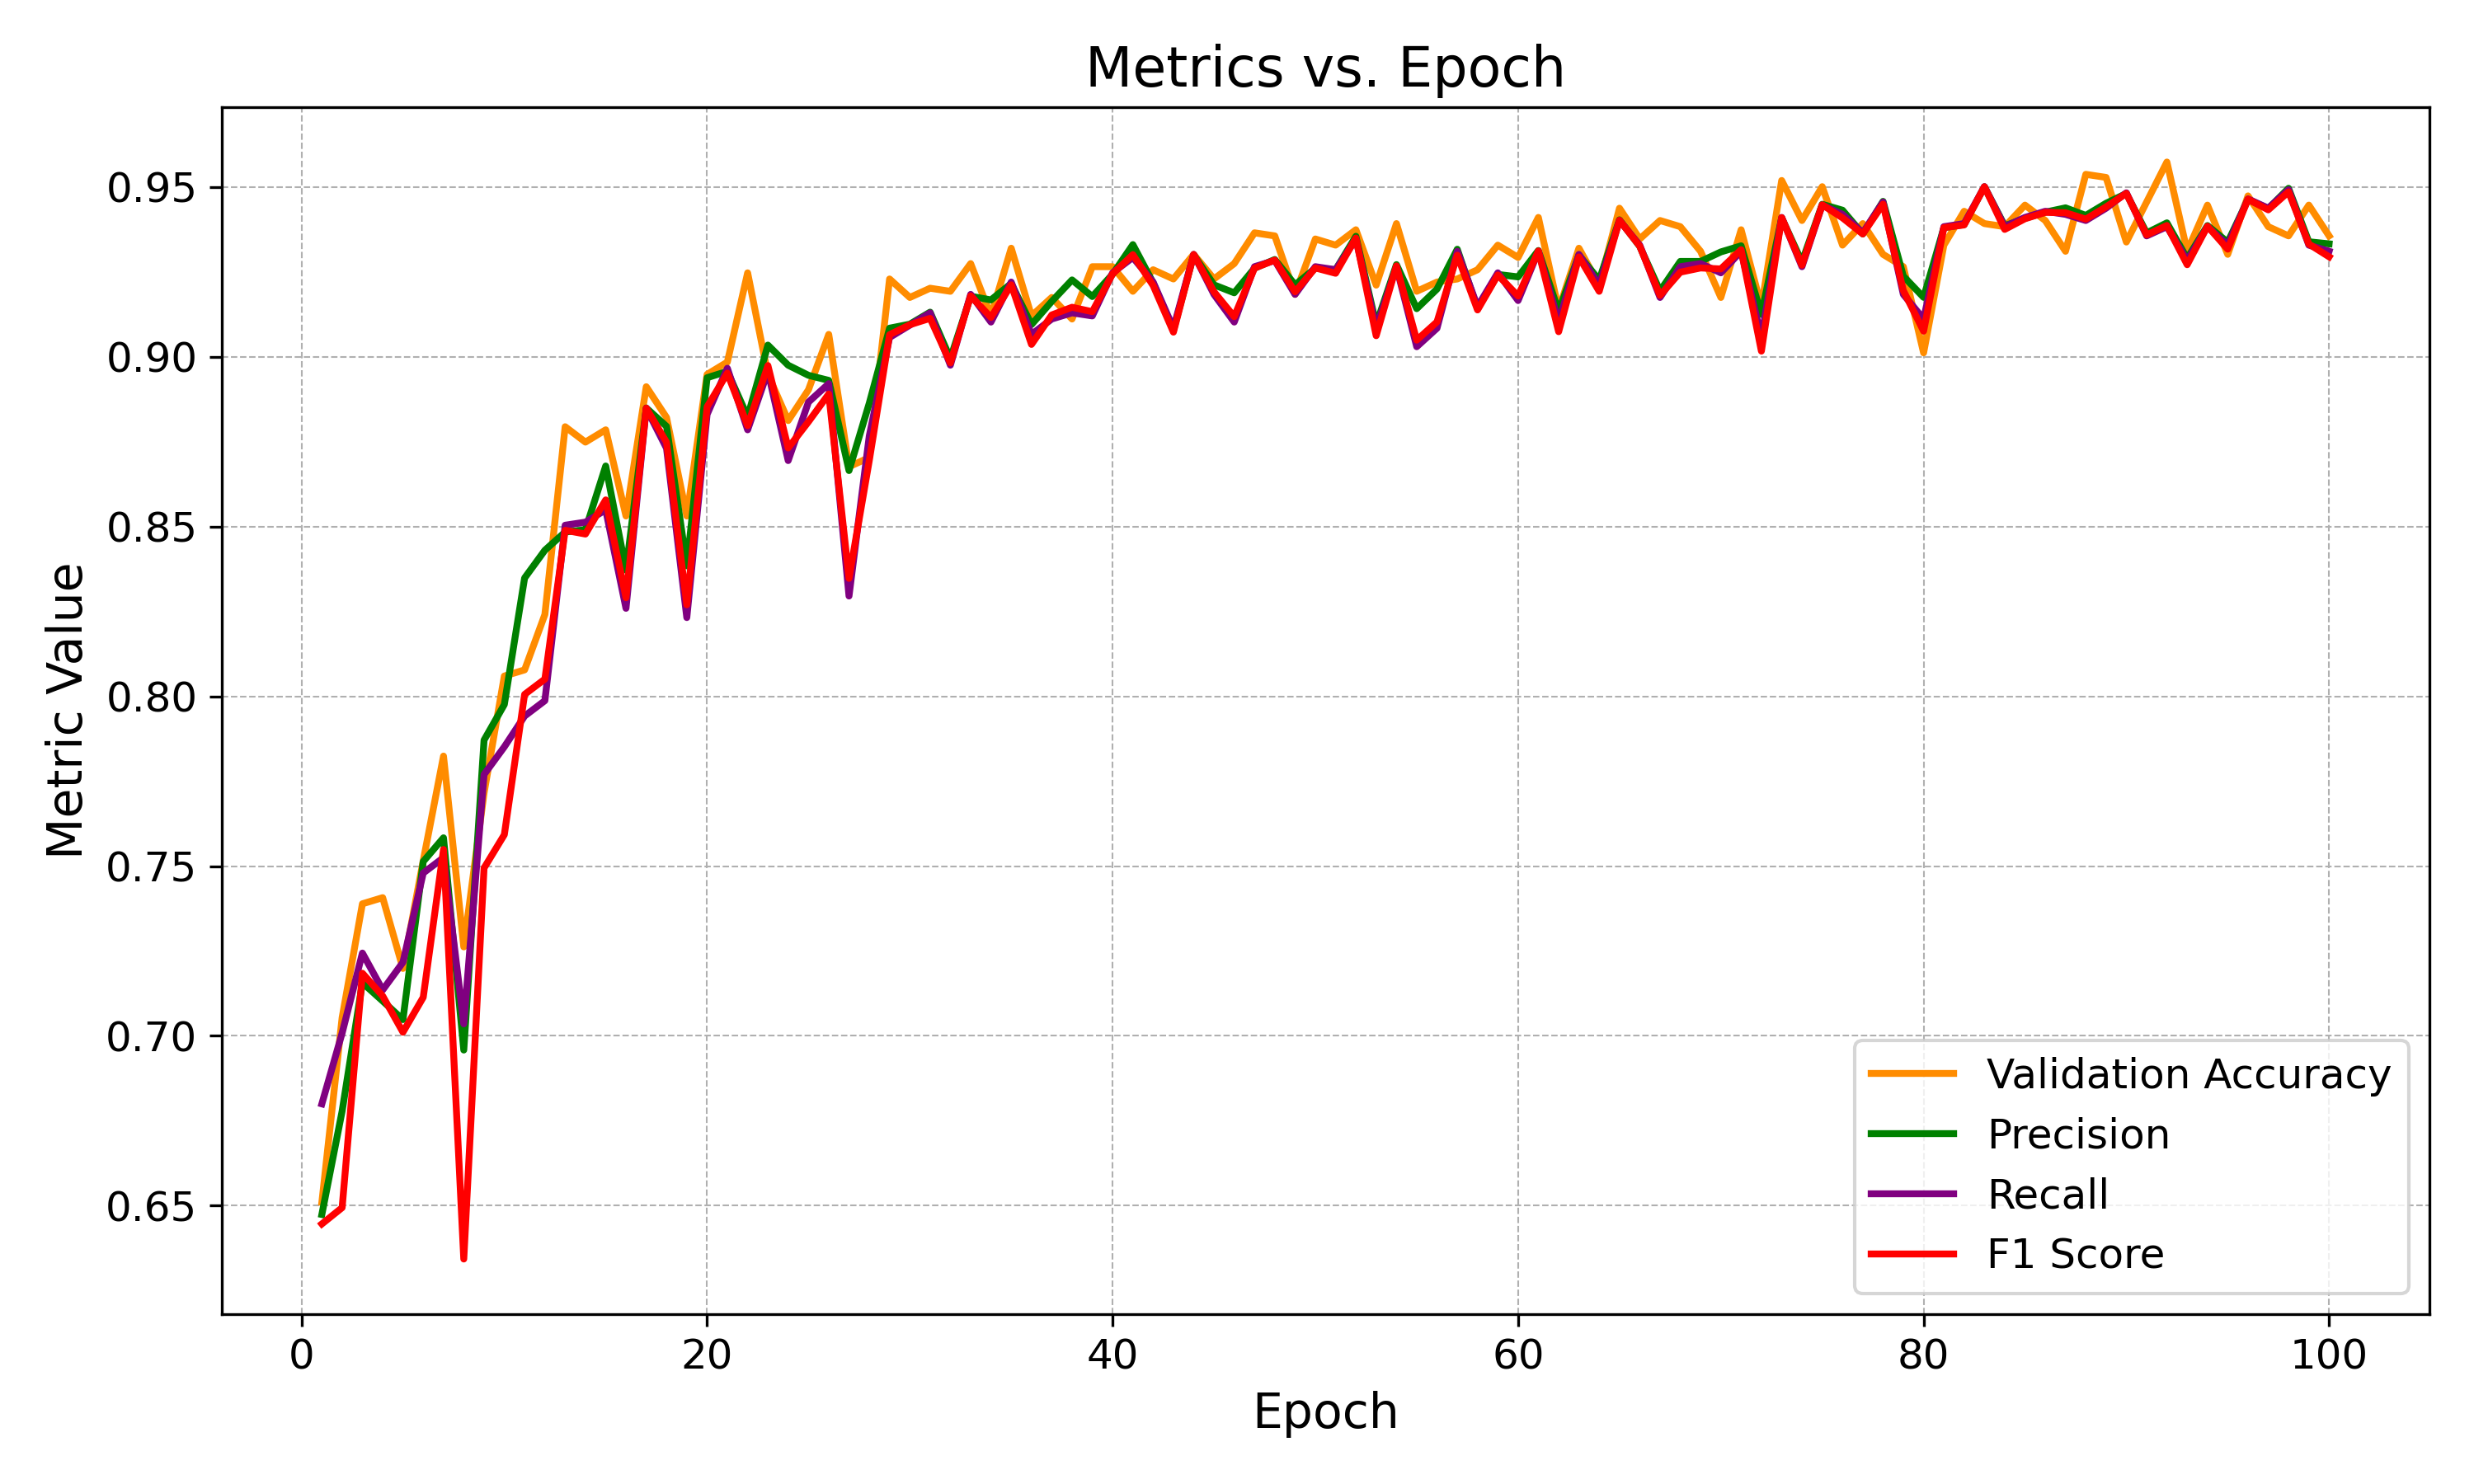 Metrics vs. Epoch
Metric Value
0.95
0.90
0.85
0.80
0.75
0.70
0.65
0 20 40 60 80 100
Epoch
Validation Accuracy
Precision
Recall
F1 Score